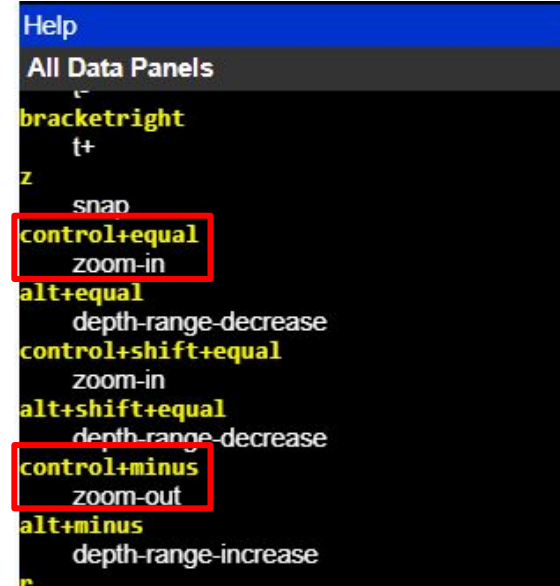 Help
All Data Panels
bracketright
t+
z
snap
control+equal
zoom-in
alt+equal
depth-range-decrease
control+shift+equal
zoom-in
alt+shift+equal
depth-range-decrease
control+minus
zoom-out
alt+minus
depth-range-increase